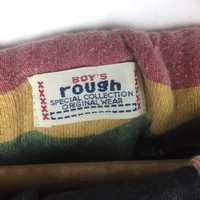 BOY'S
rough
SPECIAL COLLECTION
ORIGINAL WEAR